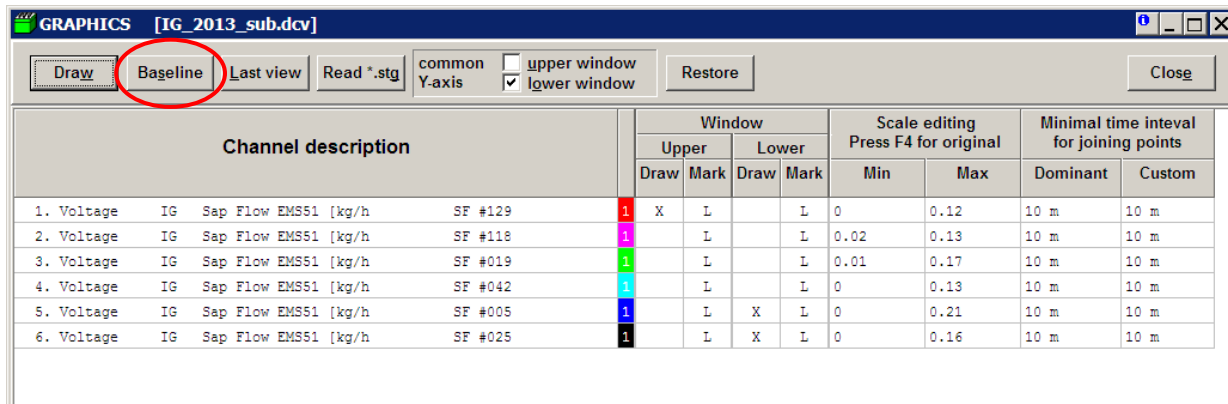 GRAPHICS [IG_2013_sub.dcv]
Draw Baseline Last view Read *.stg common Y-axis upper window lower window Restore Close
Channel description Window Scale editing Press F4 for original Minimal time inteval for joining points
Upper Lower
Draw Mark Draw Mark Min Max Dominant Custom
1. Voltage IG Sap Flow EMS51 [kg/h SF #129 1 X L L 0 0.12 10 m 10 m
2. Voltage IG Sap Flow EMS51 [kg/h SF #118 1 L L 0.02 0.13 10 m 10 m
3. Voltage IG Sap Flow EMS51 [kg/h SF #019 1 L L 0.01 0.17 10 m 10 m
4. Voltage IG Sap Flow EMS51 [kg/h SF #042 1 L L 0 0.13 10 m 10 m
5. Voltage IG Sap Flow EMS51 [kg/h SF #005 1 L X L 0 0.21 10 m 10 m
6. Voltage IG Sap Flow EMS51 [kg/h SF #025 1 L X L 0 0.16 10 m 10 m